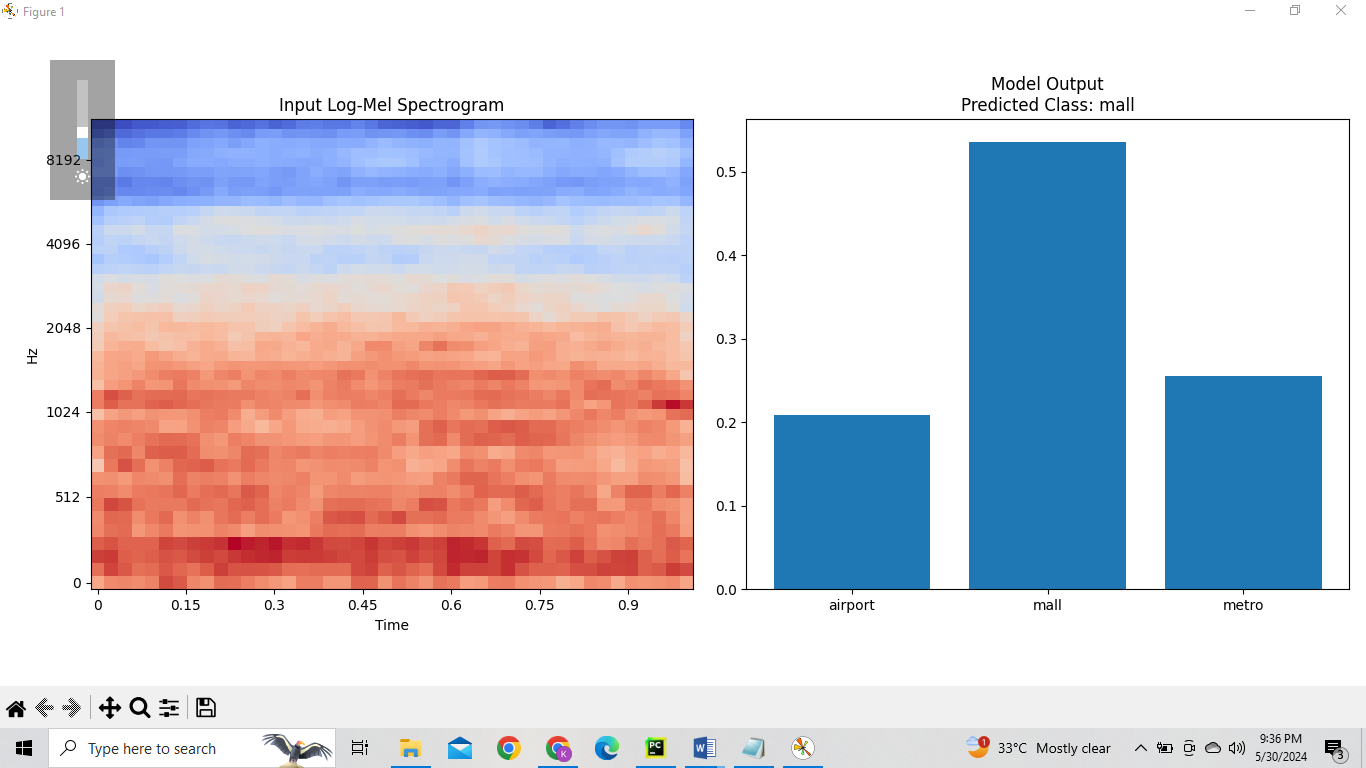 Figure 1
Input Log-Mel Spectrogram
8192
4096
2048
1024
512
0
Hz
0 0.15 0.3 0.45 0.6 0.75 0.9
Time
Model Output
Predicted Class: mall
0.5
0.4
0.3
0.2
0.1
0.0
airport mall metro
Type here to search
K
PC
W
1
33°C Mostly clear
9:36 PM
5/30/2024
3